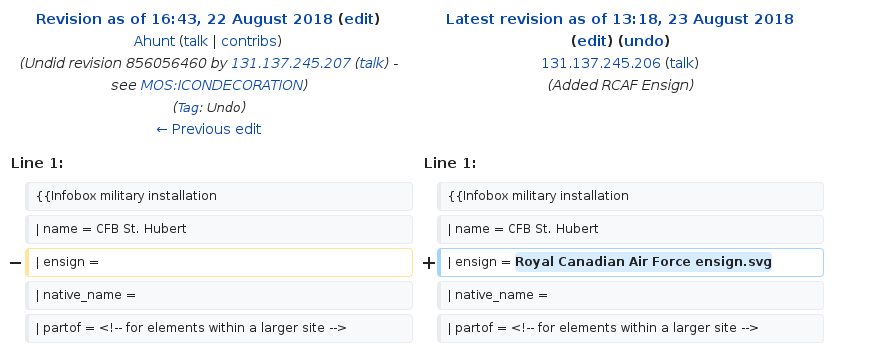 Revision as of 16:43, 22 August 2018 (edit)
Ahunt (talk | contribs)
(Undid revision 856056460 by 131.137.245.207 (talk) -
see MOS:ICONDECORATION)
(Tag: Undo)
← Previous edit
Latest revision as of 13:18, 23 August 2018
(edit) (undo)
131.137.245.206 (talk)
(Added RCAF Ensign)
Line 1:
{{Infobox military installation
| name = CFB St. Hubert
− | ensign =
| native_name =
| partof = <!-- for elements within a larger site -->
Line 1:
{{Infobox military installation
| name = CFB St. Hubert
+ | ensign = Royal Canadian Air Force ensign.svg
| native_name =
| partof = <!-- for elements within a larger site -->